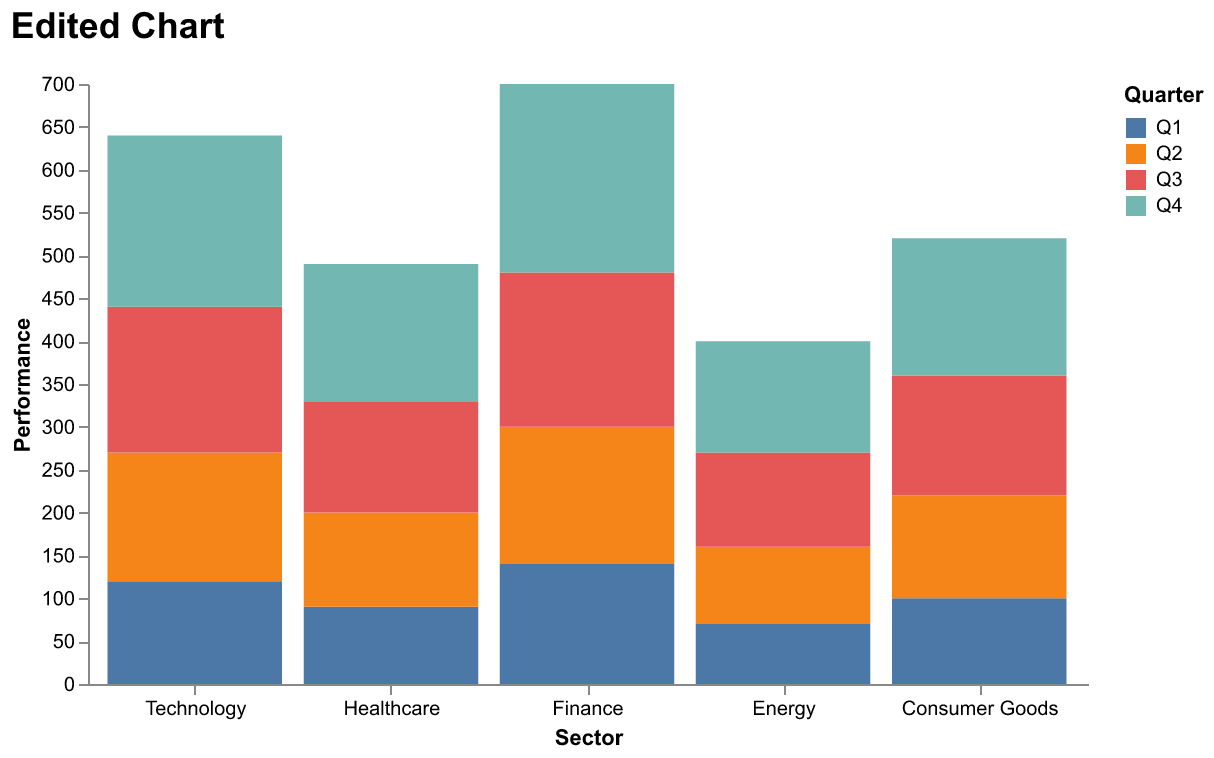 Edited Chart
Performance
700
650
600
550
500
450
400
350
300
250
200
150
100
50
0
Technology Healthcare Finance Energy Consumer Goods
Sector
Quarter
Q1
Q2
Q3
Q4